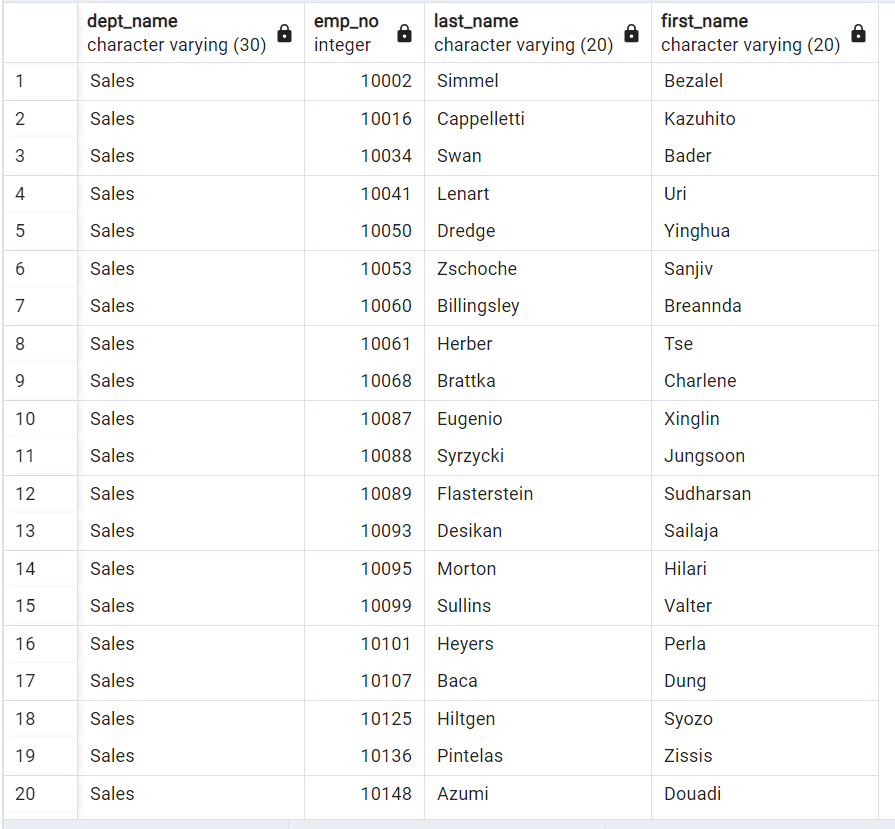 dept_name emp_no last_name first_name
character varying (30) integer character varying (20) character varying (20)
1 Sales 10002 Simmel Bezalel
2 Sales 10016 Cappelletti Kazuhito
3 Sales 10034 Swan Bader
4 Sales 10041 Lenart Uri
5 Sales 10050 Dredge Yinghua
6 Sales 10053 Zschoche Sanjiv
7 Sales 10060 Billingsley Breannda
8 Sales 10061 Herber Tse
9 Sales 10068 Brattka Charlene
10 Sales 10087 Eugenio Xinglin
11 Sales 10088 Syrzycki Jungsoon
12 Sales 10089 Flasterstein Sudharsan
13 Sales 10093 Desikan Sailaja
14 Sales 10095 Morton Hilari
15 Sales 10099 Sullins Valter
16 Sales 10101 Heyers Perla
17 Sales 10107 Baca Dung
18 Sales 10125 Hiltgen Syozo
19 Sales 10136 Pintelas Zissis
20 Sales 10148 Azumi Douadi